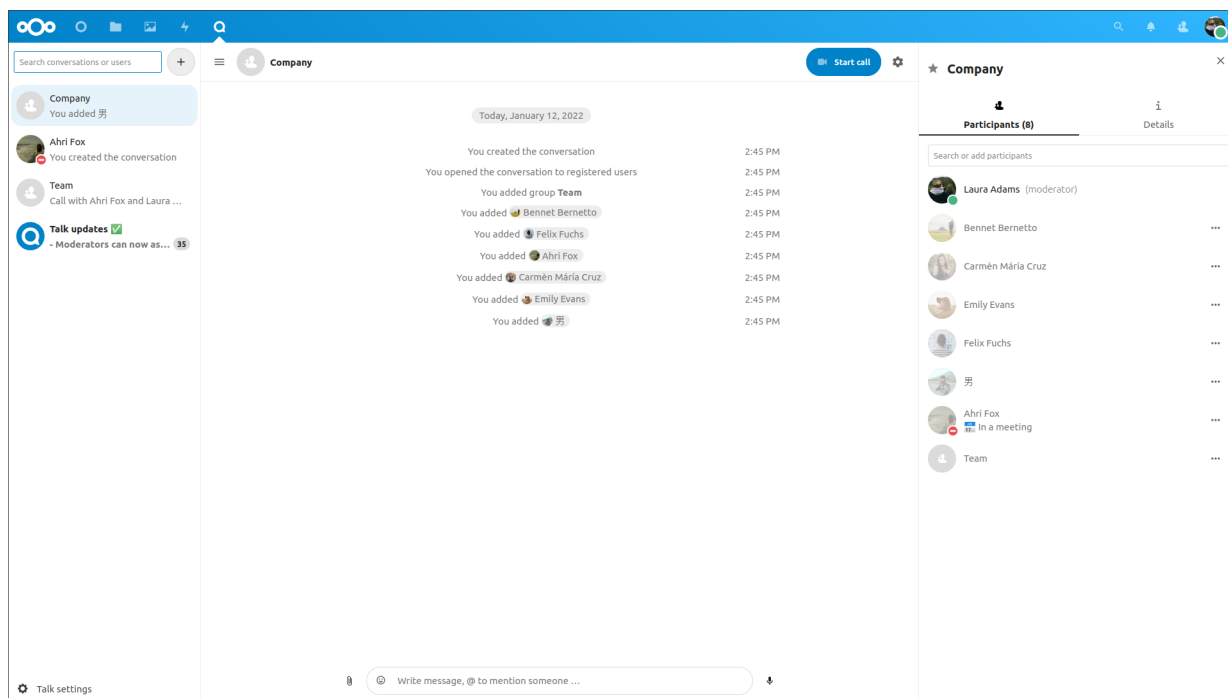 Search conversations or users
+
Company
You added 男
Ahri Fox
You created the conversation
Team
Call with Ahri Fox and Laura …
Talk updates ✅
- Moderators can now as… 35
Talk settings
Company
Start call
Today, January 12, 2022
You created the conversation 2:45 PM
You opened the conversation to registered users 2:45 PM
You added group Team 2:45 PM
You added Bennet Bernetto 2:45 PM
You added Felix Fuchs 2:45 PM
You added Ahri Fox 2:45 PM
You added Carmèn Mária Cruz 2:45 PM
You added Emily Evans 2:45 PM
You added 男 2:45 PM
Write message, @ to mention someone …
★ Company
Participants (8)
Details
Search or add participants
Laura Adams (moderator)
Bennet Bernetto
Carmèn Mária Cruz
Emily Evans
Felix Fuchs
男
Ahri Fox
In a meeting
Team